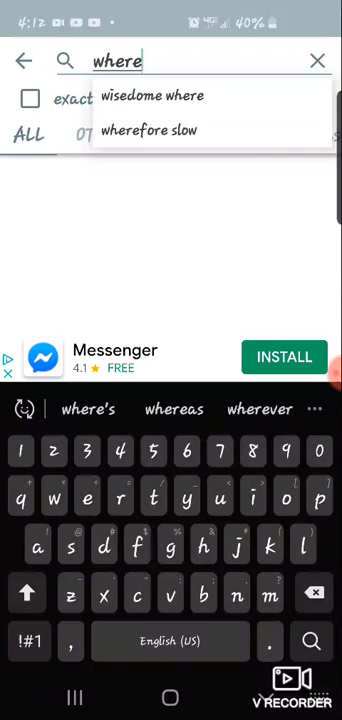 4:12 40%
where
exact
wisedome where
wherefore slow
ALL OT
Messenger
4.1★ FREE
INSTALL
where's whereas wherever
1 2 3 4 5 6 7 8 9 0
q w e r t y u i o p
a s d f g h j k l
z x c v b n m
!#1 , English (US) .
V RECORDER